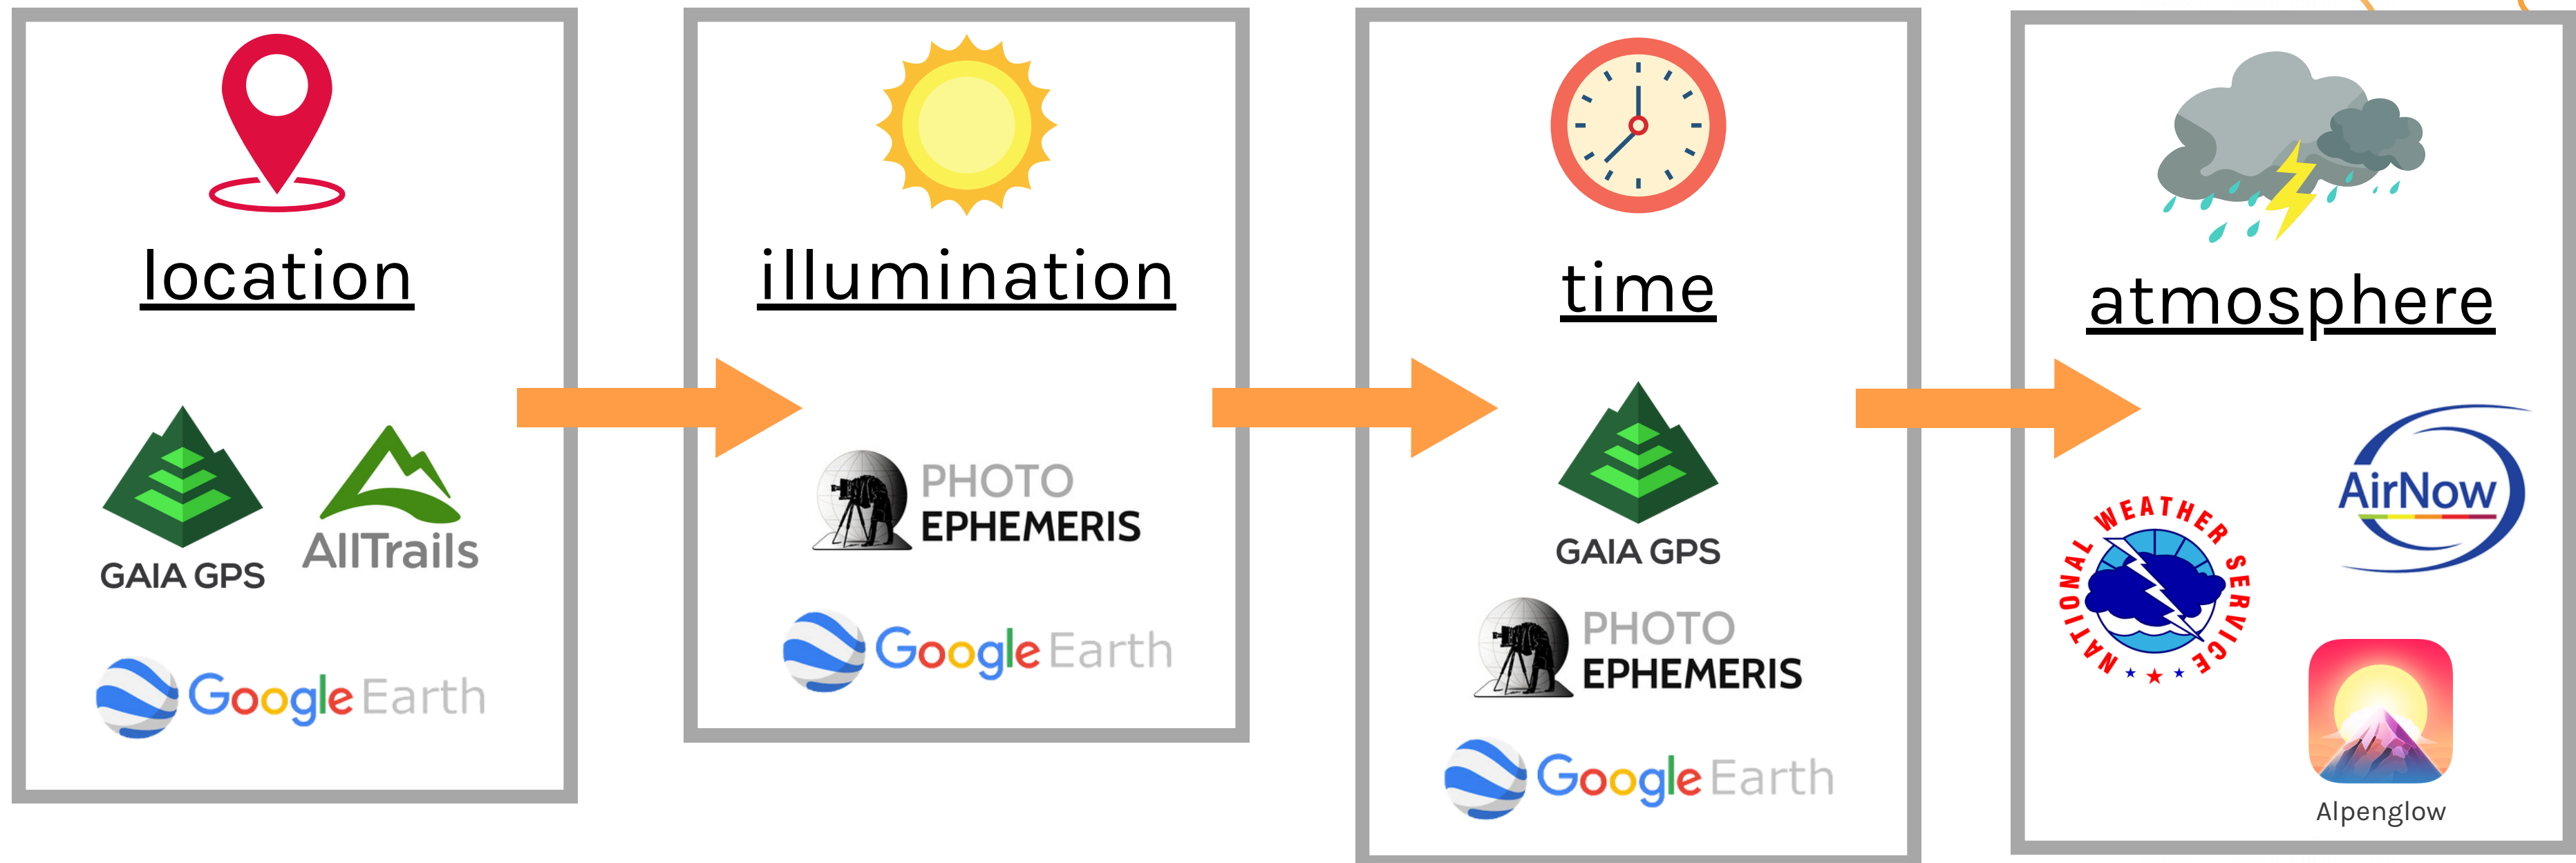 location
GAIA GPS
AllTrails
Google Earth
illumination
PHOTO
EPHEMERIS
Google Earth
time
GAIA GPS
PHOTO
EPHEMERIS
Google Earth
atmosphere
AirNow
NATIONAL WEATHER SERVICE
Alpenglow